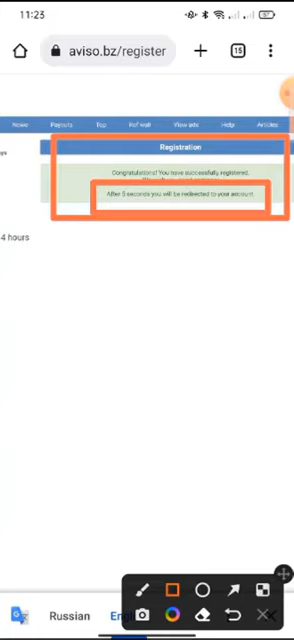 11:23
57
aviso.bz/register
15
News
Payouts
Top
Ref wall
View ads
Help
Articles
Registration
Congratulations! You have successfully registered.
After 5 seconds you will be redirected to your account.
4 hours
Russian